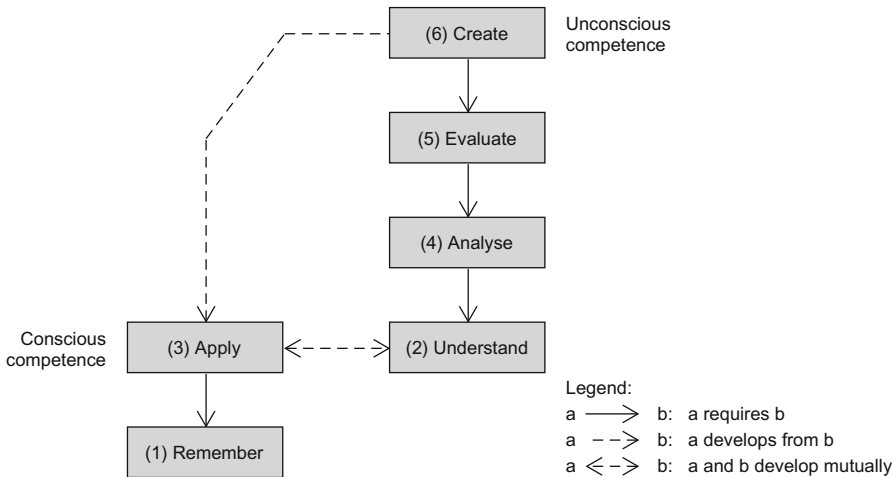 (6) Create
Unconscious
competence
(5) Evaluate
(4) Analyse
Conscious
competence
(3) Apply
(2) Understand
(1) Remember
Legend:
a b: a requires b
a b: a develops from b
a b: a and b develop mutually